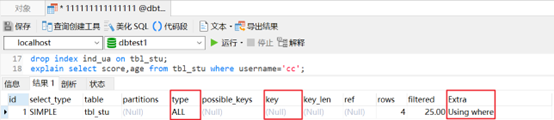 对象
* 111111111111111 @dbt...
保存
查询创建工具
美化 SQL
代码段
文本
导出结果
localhost
dbtest1
运行
停止
解释
17 drop index ind_ua on tbl_stu;
18 explain select score,age from tbl_stu where username='cc';
信息 结果 1 剖析 状态
id select_type table partitions type possible_keys key key_len ref rows filtered Extra
1 SIMPLE tbl_stu (Null) ALL (Null) (Null) (Null) (Null) 4 25.00 Using where